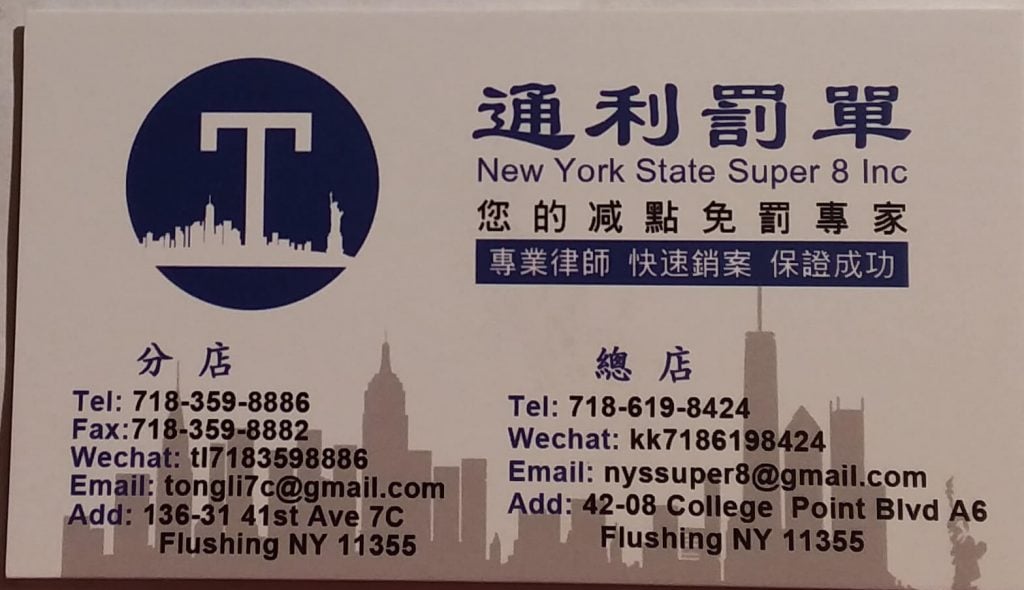 T
通利罰單
New York State Super 8 Inc
您的减點免罰專家
專業律師 快速銷案 保證成功
分店
Tel: 718-359-8886
Fax:718-359-8882
Wechat: tl7183598886
Email: tongli7c@gmail.com
Add: 136-31 41st Ave 7C
Flushing NY 11355
總店
Tel: 718-619-8424
Wechat: kk7186198424
Email: nyssuper8@gmail.com
Add: 42-08 College Point Blvd A6
Flushing NY 11355